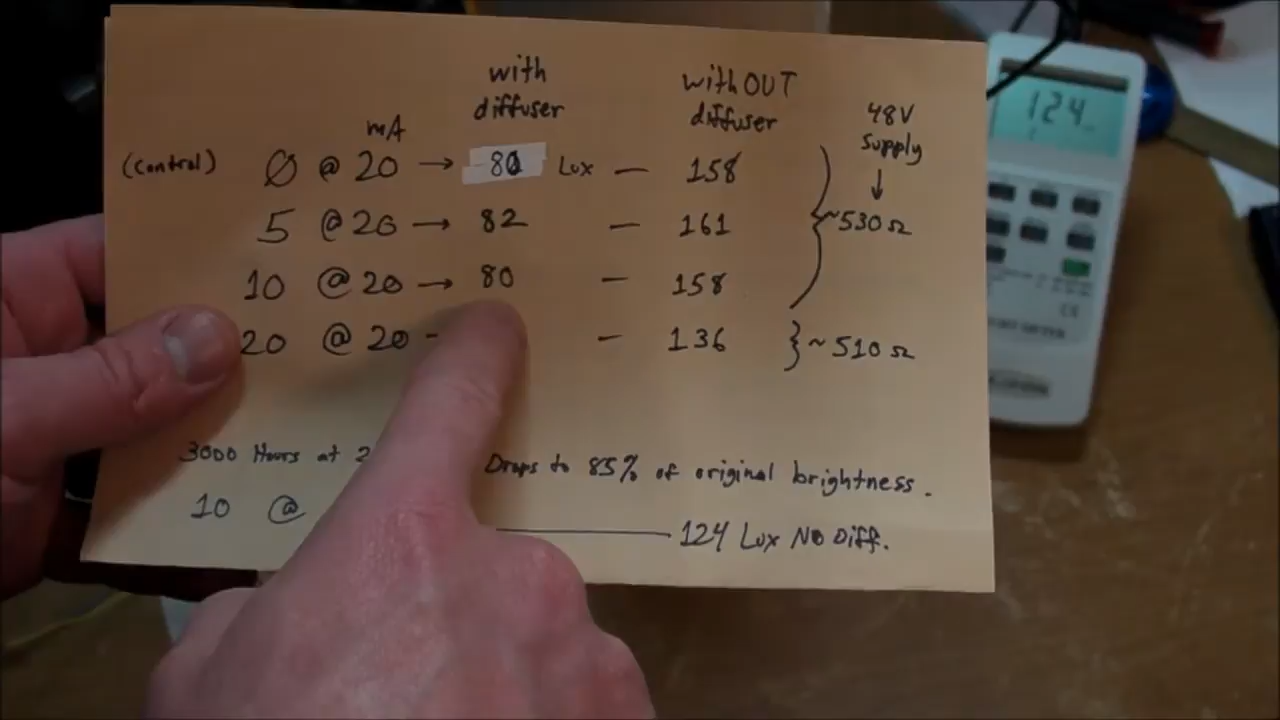 with withOUT
mA diffuser diffuser 48V
supply
(control) Ø @ 20 → 80 Lux - 158
5 @ 20 → 82 - 161 ~530Ω
10 @ 20 → 80 - 158
20 @ 20 - - 136 ~510Ω
3000 Hours at 2 Drops to 85% of original brightness.
10 @ 124 Lux NO Diff.
124